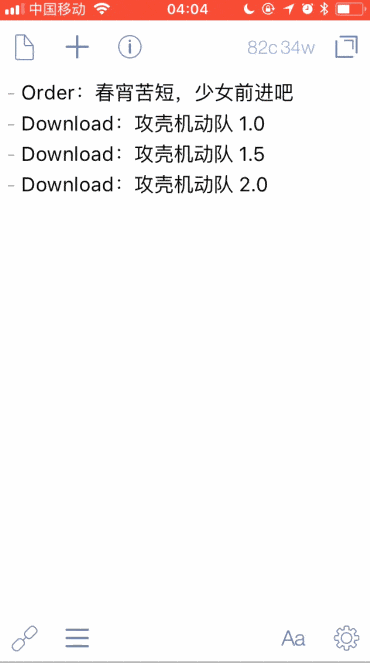 中国移动 04:04
82c 34w
- Order：春宵苦短，少女前进吧
- Download：攻壳机动队 1.0
- Download：攻壳机动队 1.5
- Download：攻壳机动队 2.0
Aa